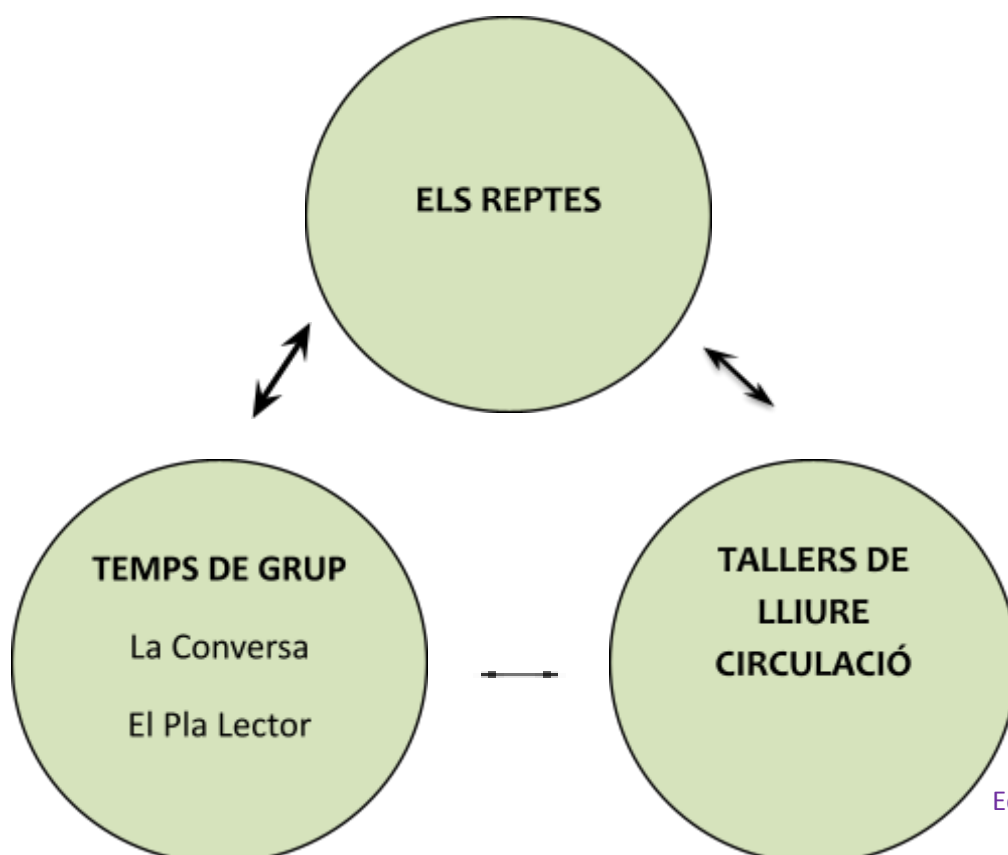 ELS REPTES
TEMPS DE GRUP
La Conversa
El Pla Lector
TALLERS DE
LLIURE
CIRCULACIÓ